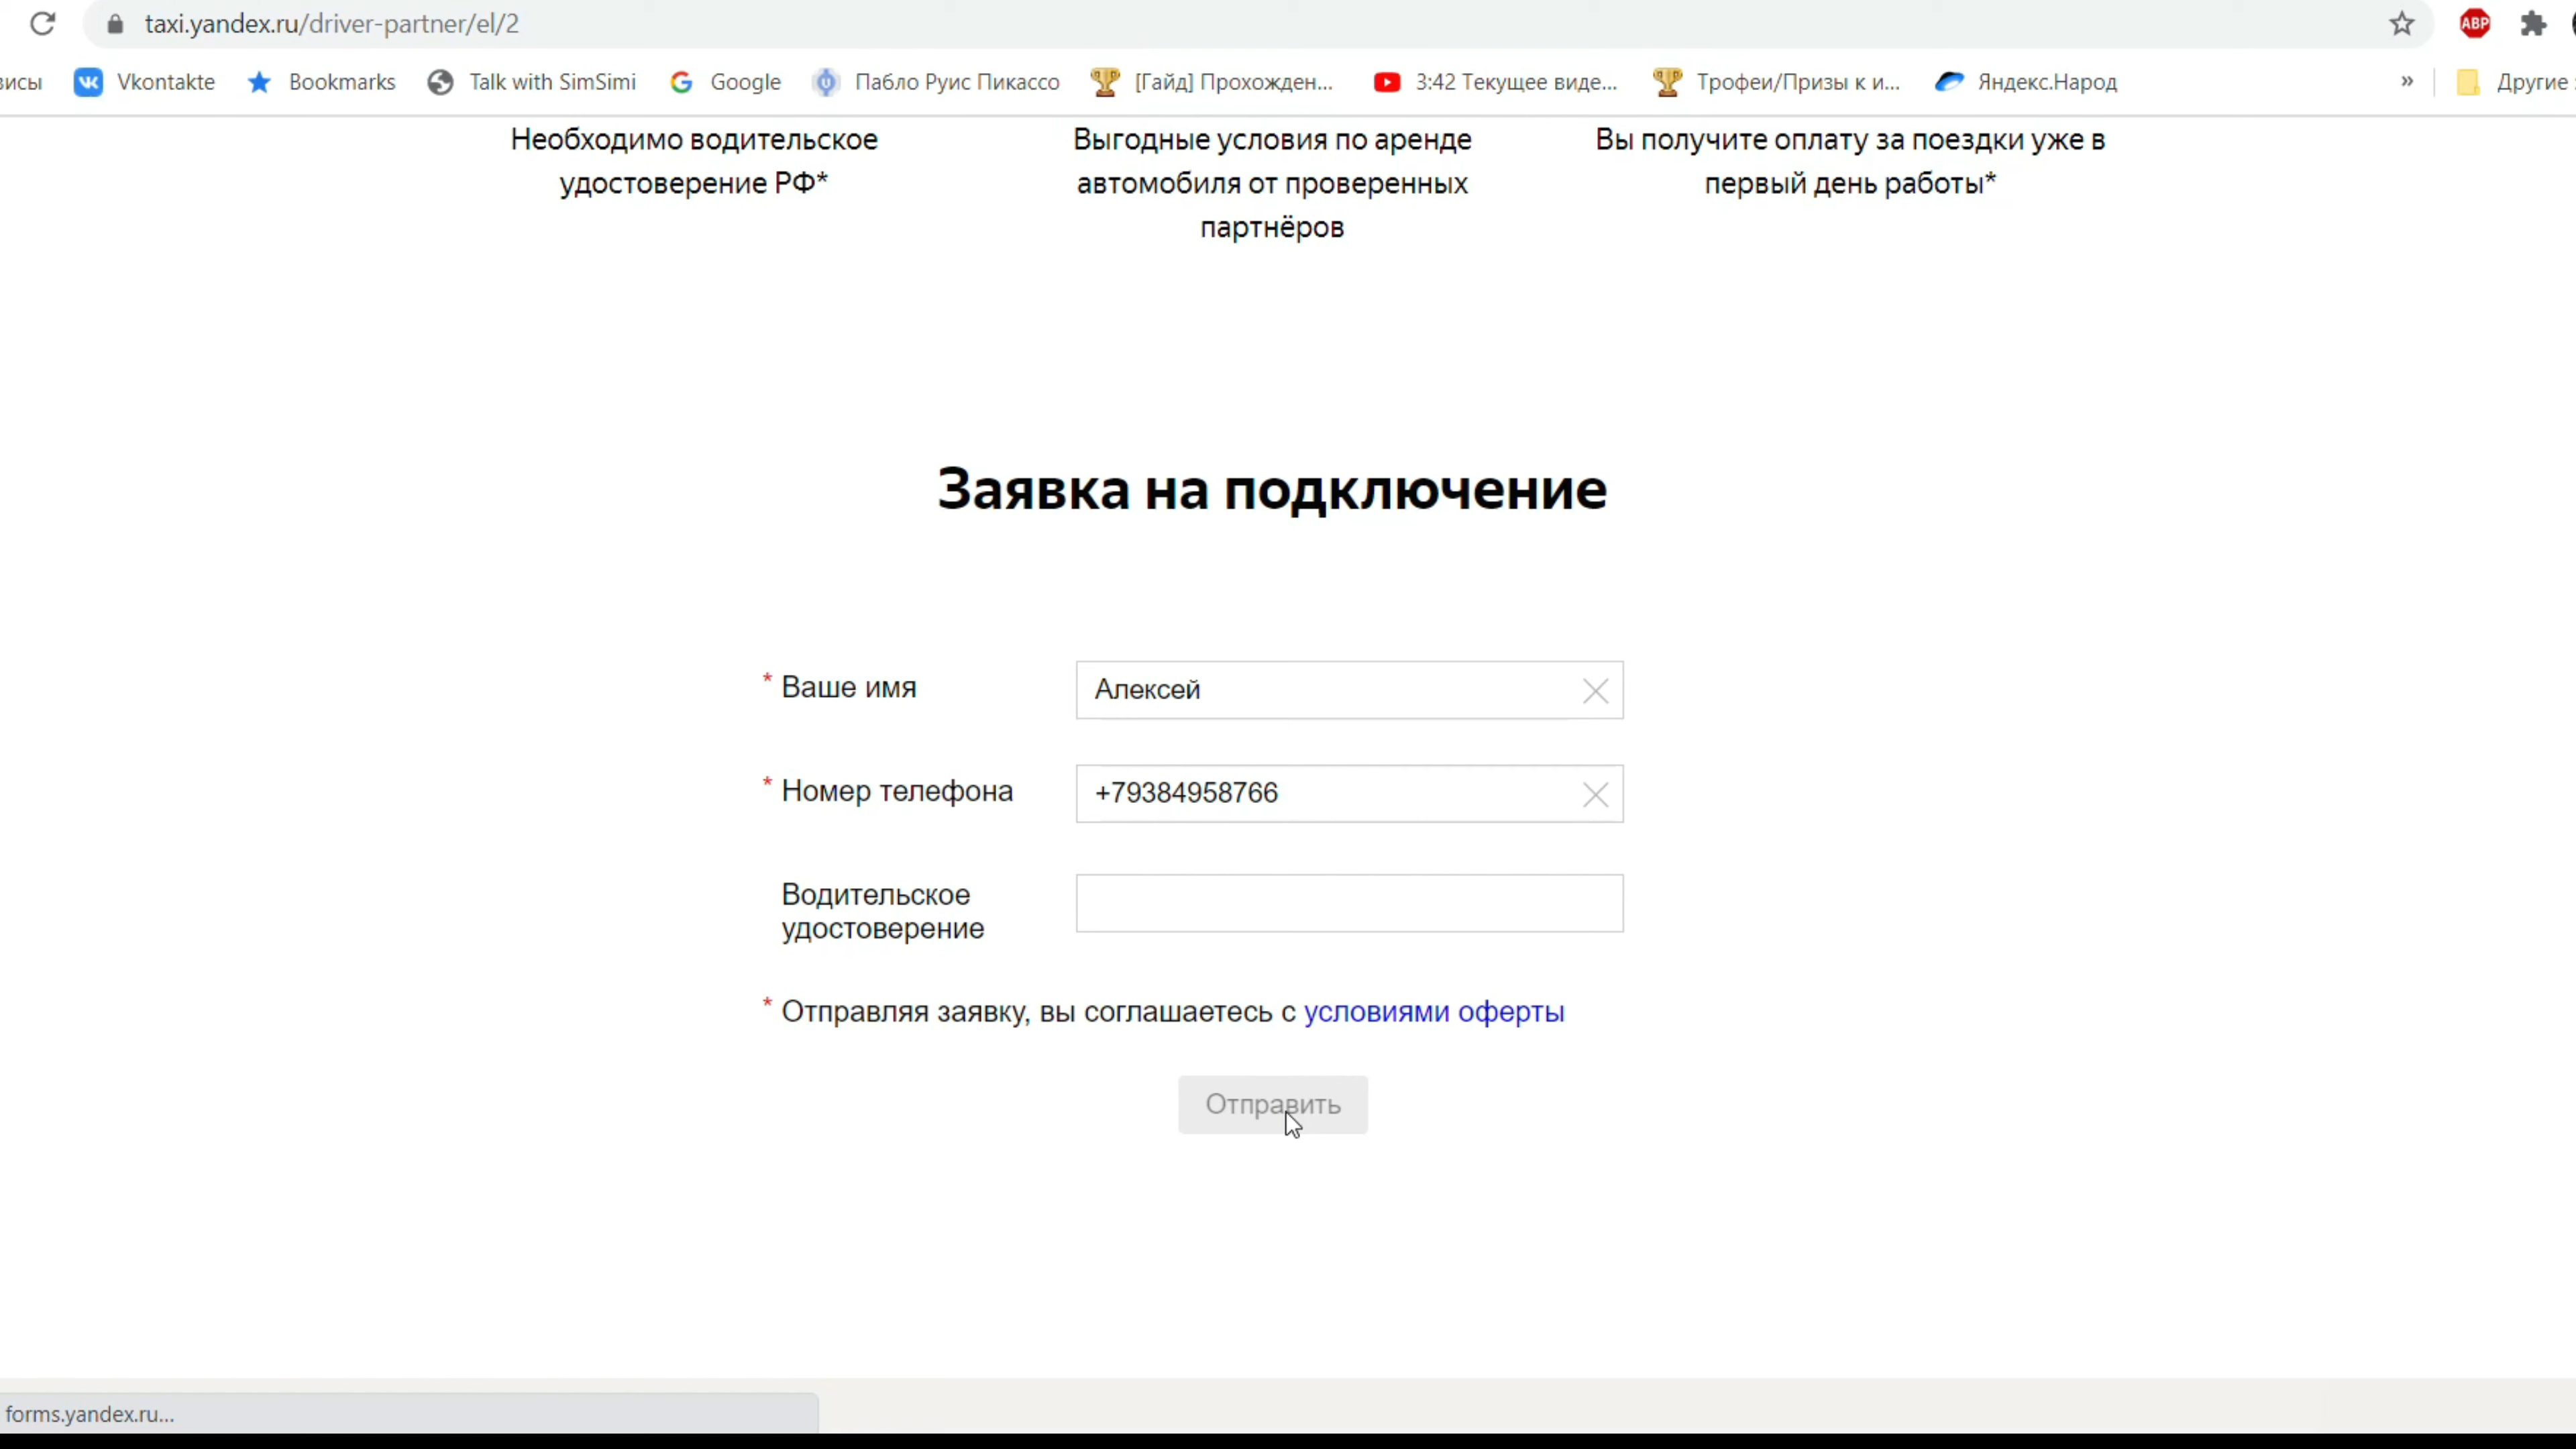 taxi.yandex.ru/driver-partner/el/2
ABP
висы Vkontakte Bookmarks Talk with SimSimi Google Пабло Руис Пикассо [Гайд] Прохожден... 3:42 Текущее виде... Трофеи/Призы к и... Яндекс.Народ » Другие
Необходимо водительское
удостоверение РФ*
Выгодные условия по аренде
автомобиля от проверенных
партнёров
Вы получите оплату за поездки уже в
первый день работы*
Заявка на подключение
* Ваше имя Алексей
* Номер телефона +79384958766
Водительское
удостоверение
* Отправляя заявку, вы соглашаетесь с условиями оферты
Отправить
forms.yandex.ru...